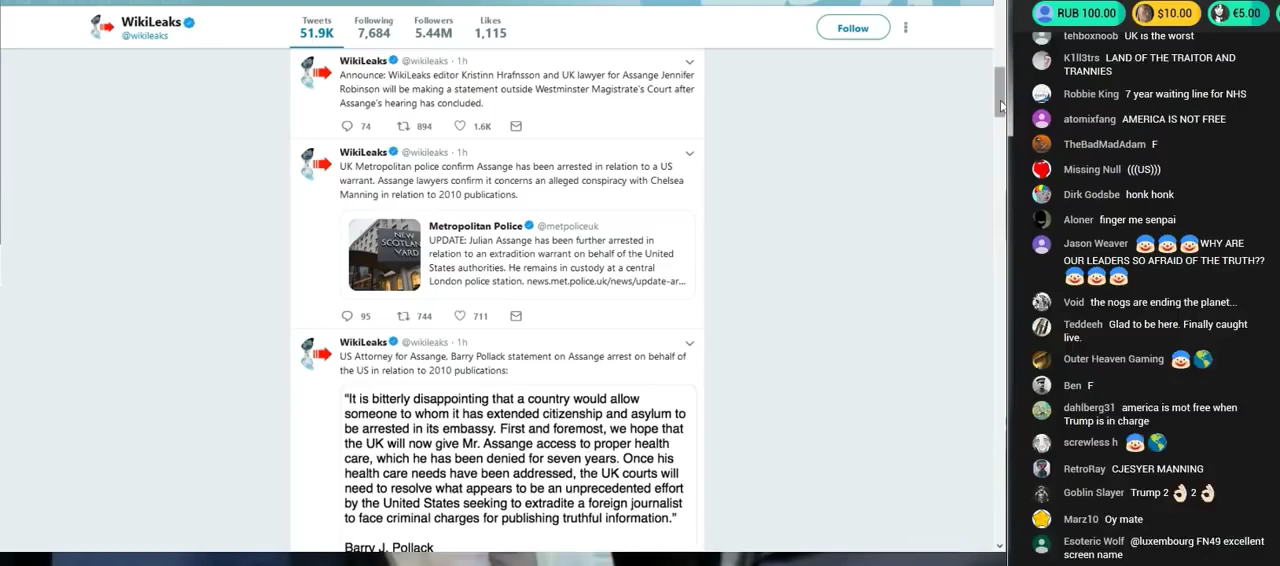 WikiLeaks
@wikileaks
Tweets
51.9K
Following
7,684
Followers
5.44M
Likes
1,115
Follow
WikiLeaks @wikileaks · 1h
Announce: WikiLeaks editor Kristinn Hrafnsson and UK lawyer for Assange Jennifer
Robinson will be making a statement outside Westminster Magistrate's Court after
Assange's hearing has concluded.
74 894 1.6K
WikiLeaks @wikileaks · 1h
UK Metropolitan police confirm Assange has been arrested in relation to a US
warrant. Assange lawyers confirm it concerns an alleged conspiracy with Chelsea
Manning in relation to 2010 publications.
NEW
SCOTLAND
YARD
Metropolitan Police @metpoliceuk
UPDATE: Julian Assange has been further arrested in
relation to an extradition warrant on behalf of the United
States authorities. He remains in custody at a central
London police station. news.met.police.uk/news/update-ar...
95 744 711
WikiLeaks @wikileaks · 1h
US Attorney for Assange, Barry Pollack statement on Assange arrest on behalf of
the US in relation to 2010 publications:
“It is bitterly disappointing that a country would allow
someone to whom it has extended citizenship and asylum to
be arrested in its embassy. First and foremost, we hope that
the UK will now give Mr. Assange access to proper health
care, which he has been denied for seven years. Once his
health care needs have been addressed, the UK courts will
need to resolve what appears to be an unprecedented effort
by the United States seeking to extradite a foreign journalist
to face criminal charges for publishing truthful information.”
Barry J. Pollack
RUB 100.00
$10.00
€5.00
tehboxnoob UK is the worst
K1ll3trs LAND OF THE TRAITOR AND
TRANNIES
Robbie King 7 year waiting line for NHS
atomixfang AMERICA IS NOT FREE
TheBadMadAdam F
Missing Null (((US)))
Dirk Godsbe honk honk
Aloner finger me senpai
Jason Weaver 🤡🤡🤡WHY ARE
OUR LEADERS SO AFRAID OF THE TRUTH??
🤡🤡🤡
Void the nogs are ending the planet...
Teddeeh Glad to be here. Finally caught
live.
Outer Heaven Gaming 🤡🌎
Ben F
dahlberg31 america is mot free when
Trump is in charge
screwless h 🤡🌎
RetroRay CJESYER MANNING
Goblin Slayer Trump 2👌🏻2👌🏻
Marz10 Oy mate
Esoteric Wolf @luxembourg FN49 excellent
screen name